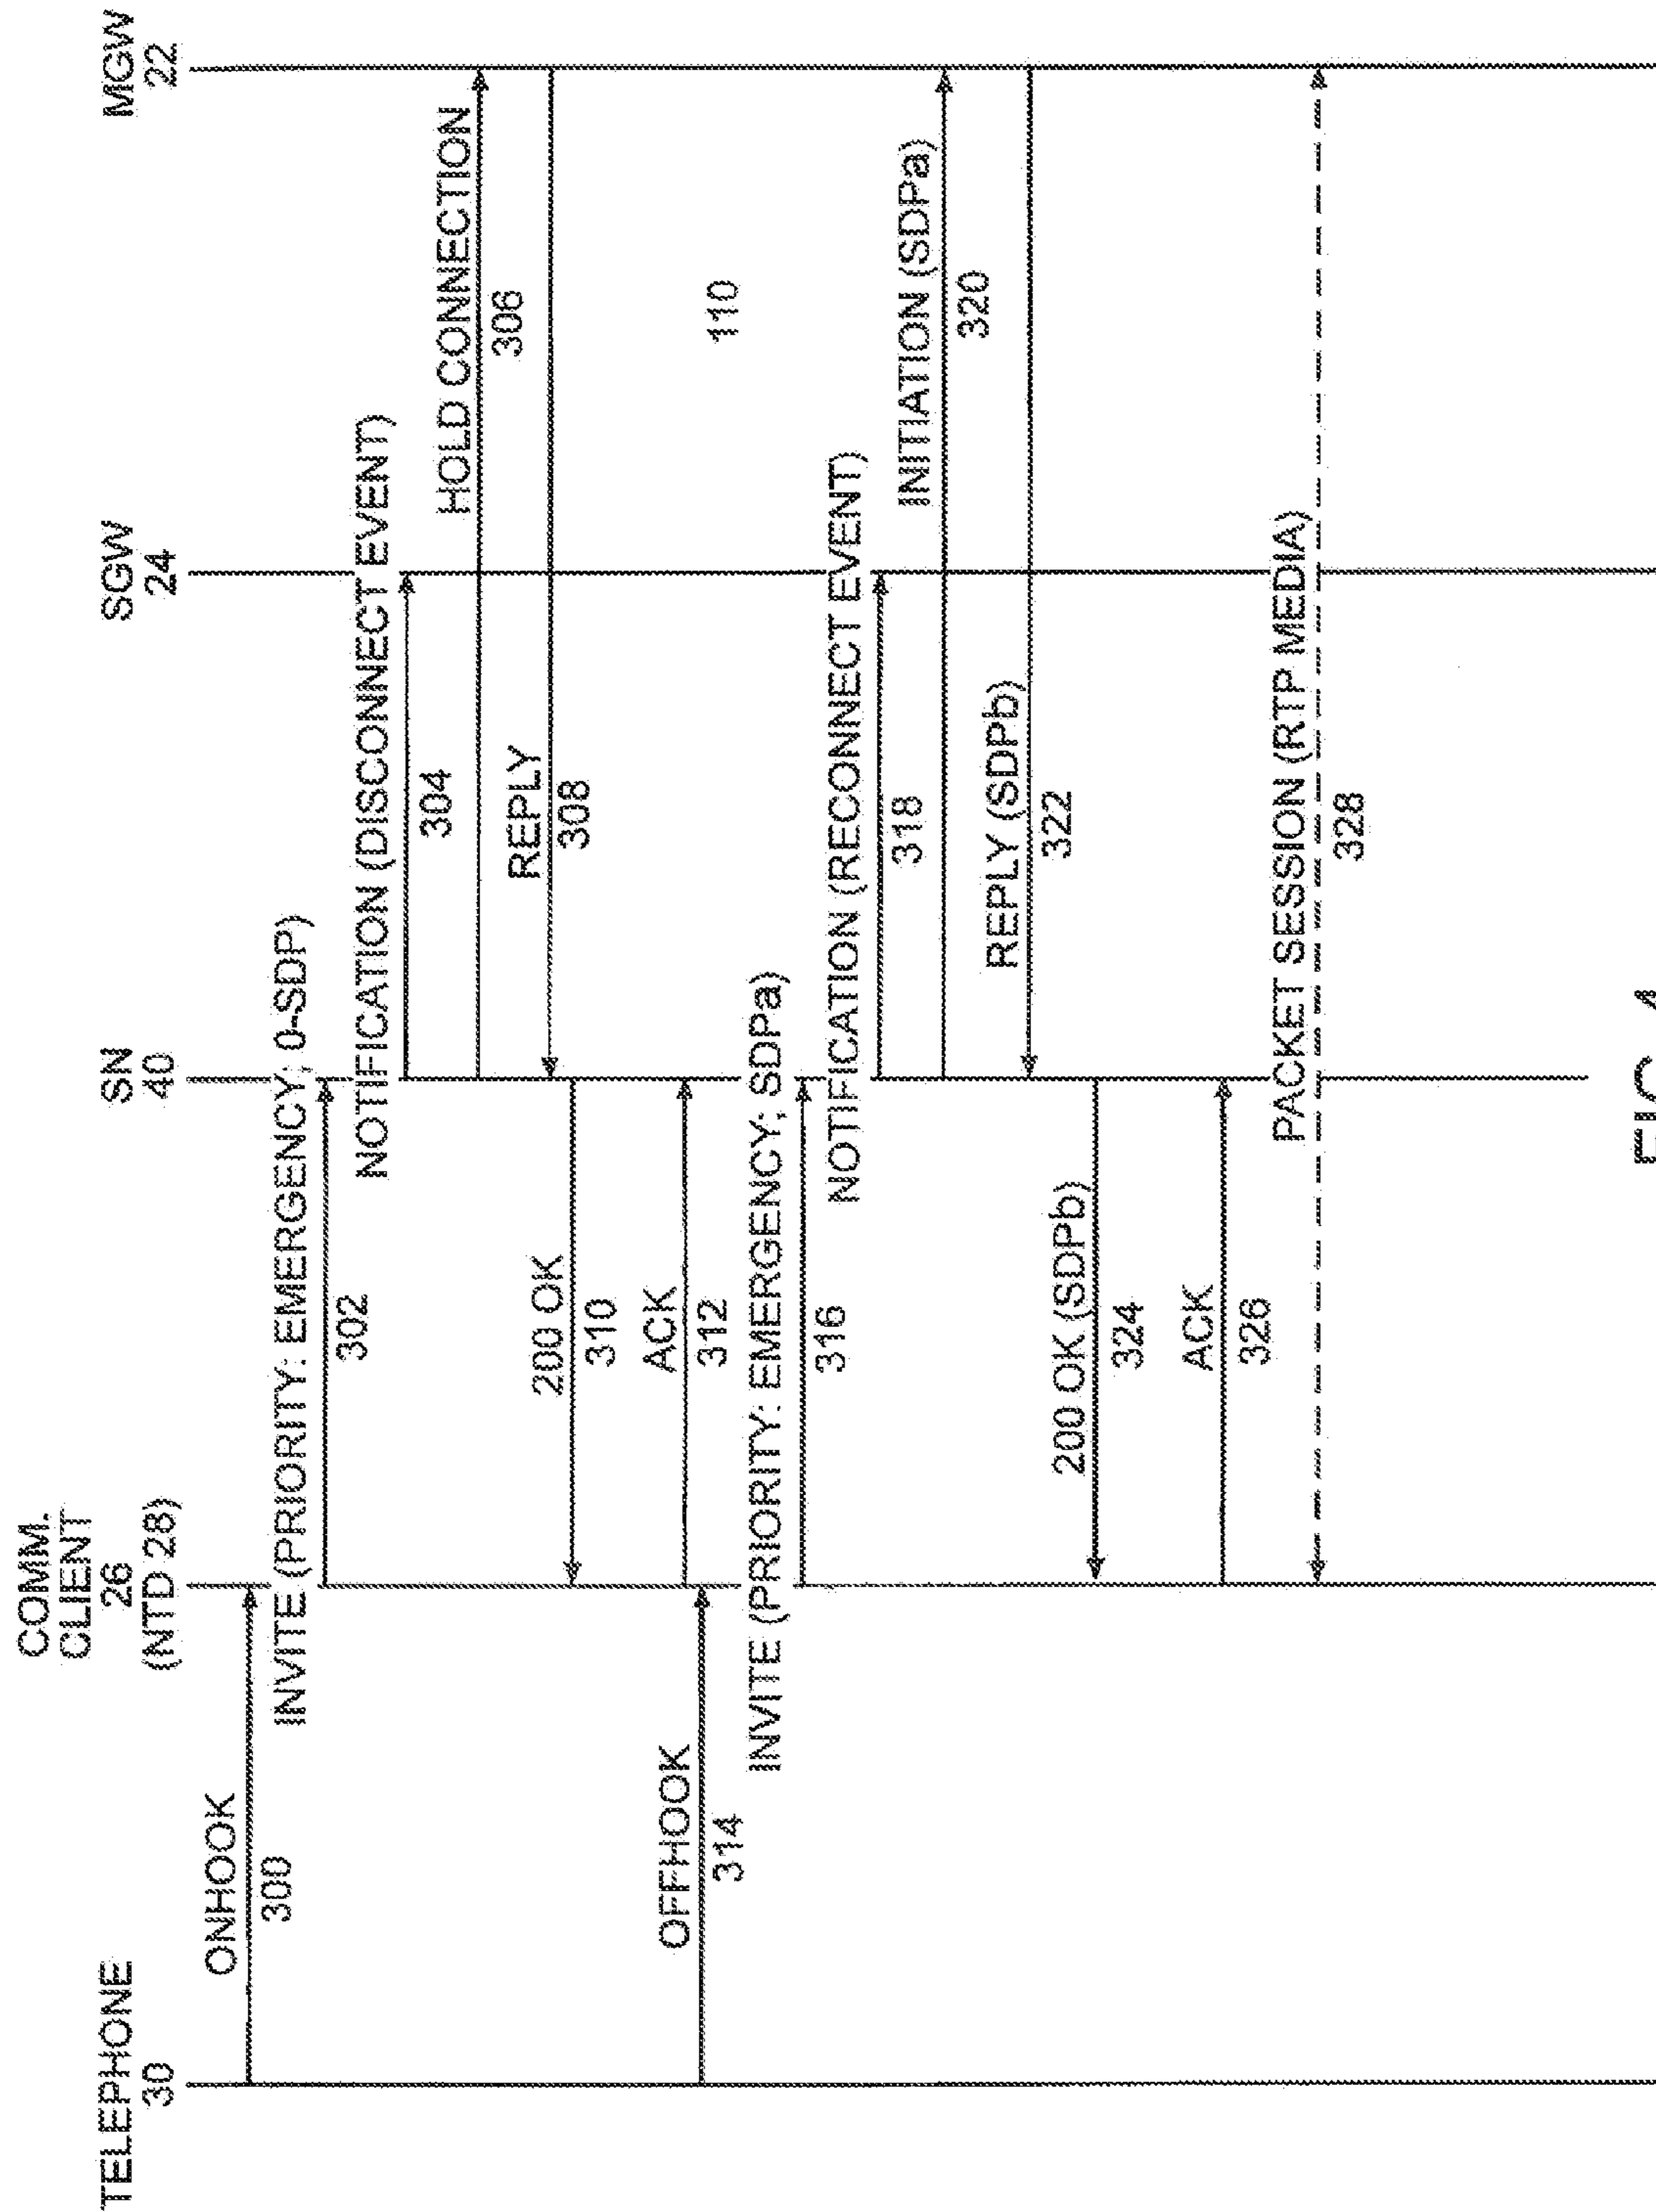 TELEPHONE
30
COMM.
CLIENT
26
(NTD 28)
SN
40
SGW
24
MGW
22
ONHOOK
300
INVITE (PRIORITY: EMERGENCY; 0-SDP)
302
NOTIFICATION (DISCONNECT EVENT)
304
HOLD CONNECTION
306
REPLY
308
200 OK
310
ACK
312
110
OFFHOOK
314
INVITE (PRIORITY: EMERGENCY; SDPa)
316
NOTIFICATION (RECONNECT EVENT)
318
INITIATION (SDPa)
320
REPLY (SDPb)
322
200 OK (SDPb)
324
ACK
326
PACKET SESSION (RTP MEDIA)
328